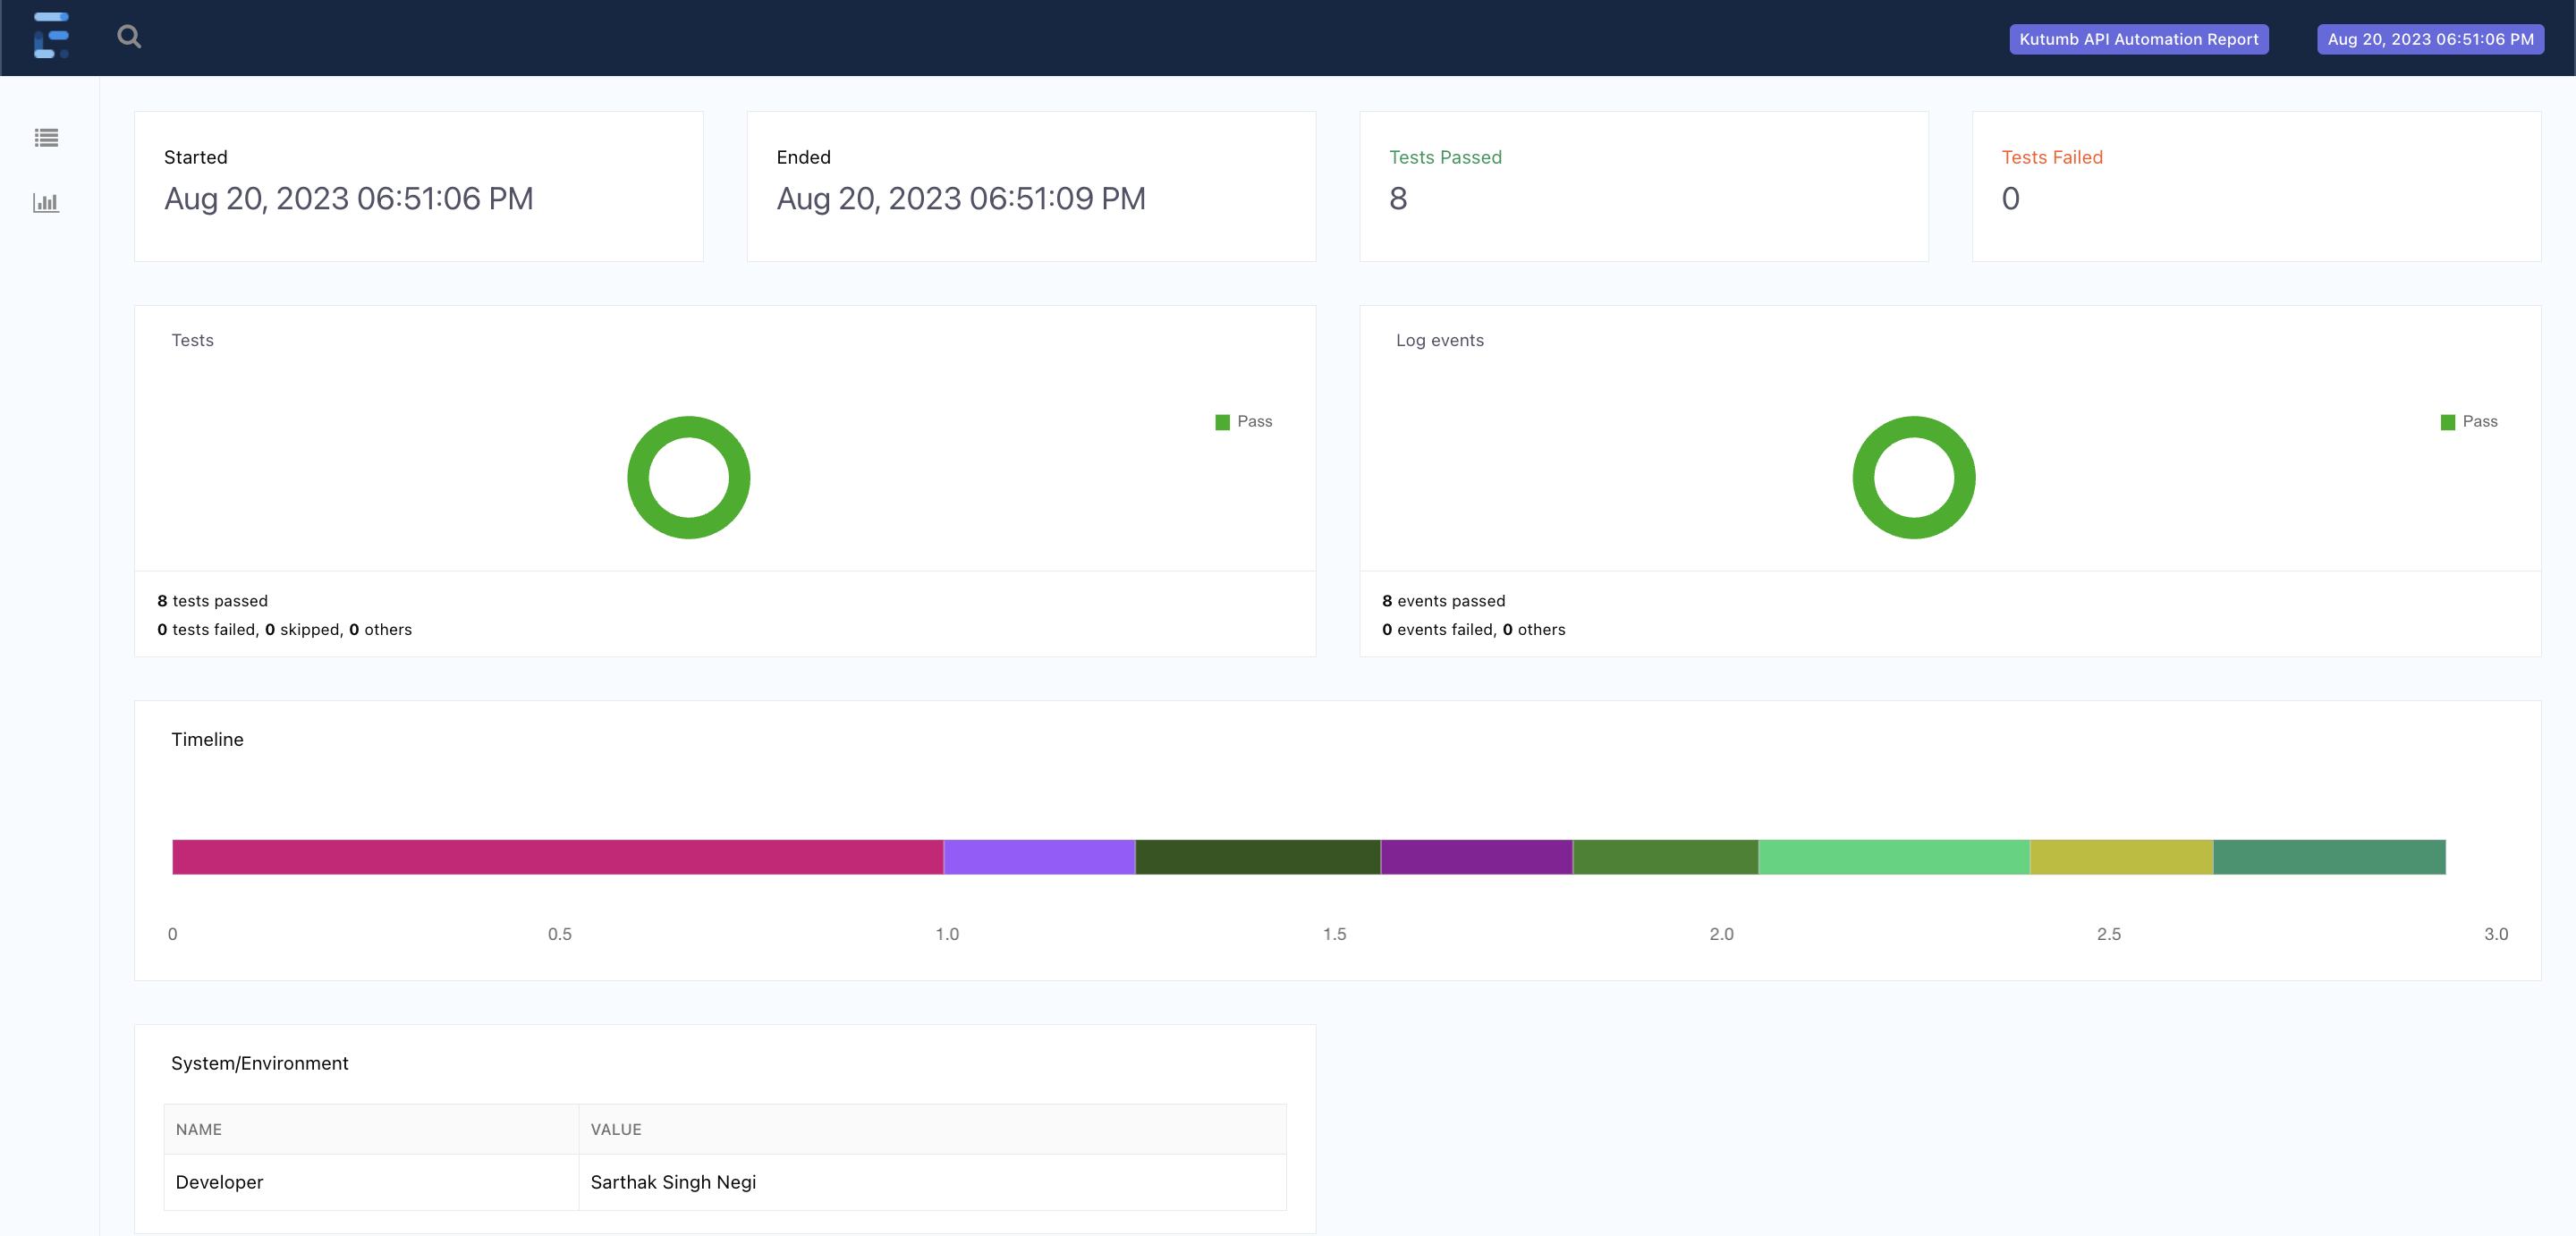 Kutumb API Automation Report
Aug 20, 2023 06:51:06 PM
Started
Aug 20, 2023 06:51:06 PM
Ended
Aug 20, 2023 06:51:09 PM
Tests Passed
8
Tests Failed
0
Tests
Pass
8 tests passed
0 tests failed, 0 skipped, 0 others
Log events
Pass
8 events passed
0 events failed, 0 others
Timeline
0 0.5 1.0 1.5 2.0 2.5 3.0
System/Environment
NAME VALUE
Developer Sarthak Singh Negi